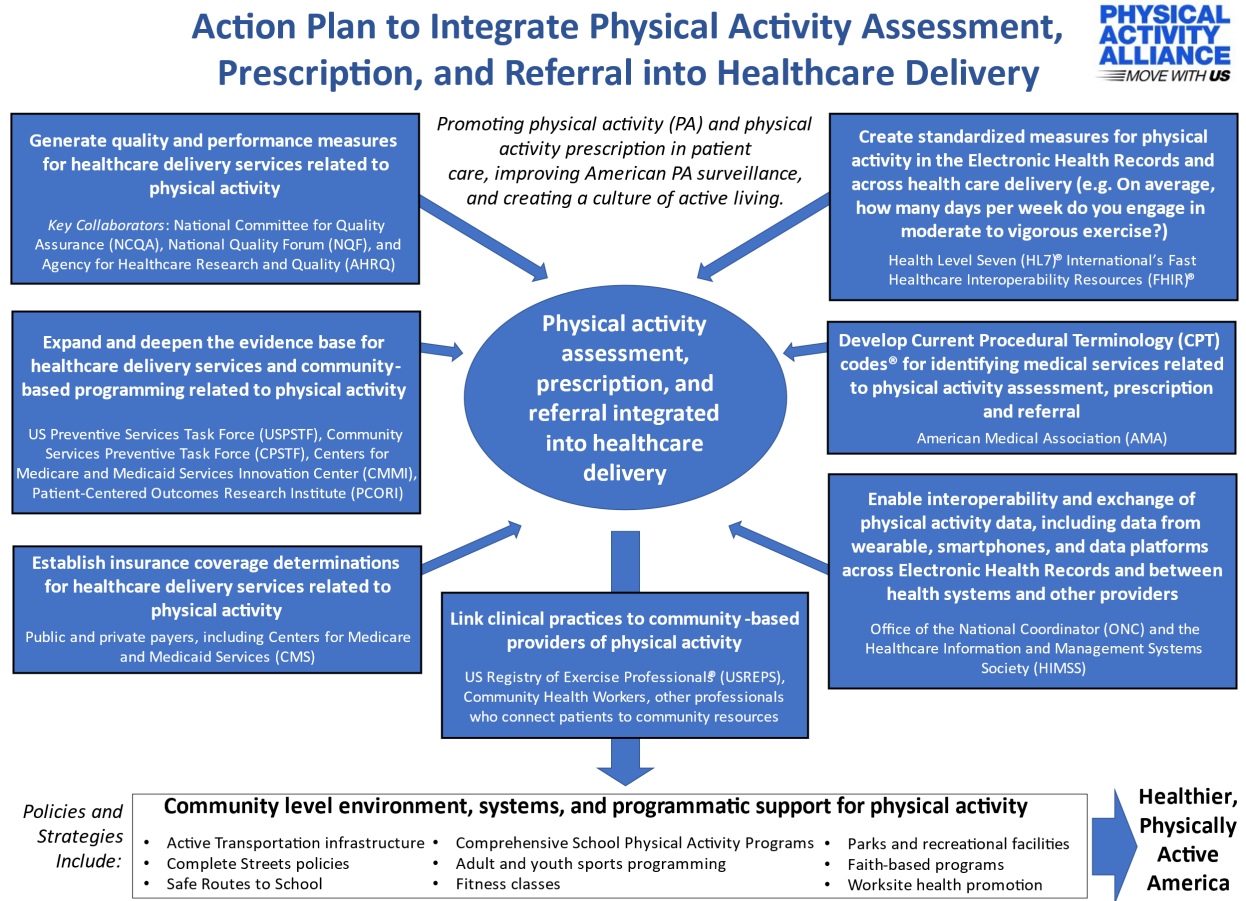 Action Plan to Integrate Physical Activity Assessment,
Prescription, and Referral into Healthcare Delivery
PHYSICAL
ACTIVITY
ALLIANCE
MOVE WITH US
Generate quality and performance measures
for healthcare delivery services related to
physical activity
Key Collaborators: National Committee for Quality
Assurance (NCQA), National Quality Forum (NQF), and
Agency for Healthcare Research and Quality (AHRQ)
Promoting physical activity (PA) and physical
activity prescription in patient
care, improving American PA surveillance,
and creating a culture of active living.
Create standardized measures for physical
activity in the Electronic Health Records and
across health care delivery (e.g. On average,
how many days per week do you engage in
moderate to vigorous exercise?)
Health Level Seven (HL7)® International's Fast
Healthcare Interoperability Resources (FHIR)®
Expand and deepen the evidence base for
healthcare delivery services and community-
based programming related to physical activity
US Preventive Services Task Force (USPSTF), Community
Services Preventive Task Force (CPSTF), Centers for
Medicare and Medicaid Services Innovation Center (CMMI),
Patient-Centered Outcomes Research Institute (PCORI)
Physical activity
assessment,
prescription, and
referral integrated
into healthcare
delivery
Develop Current Procedural Terminology (CPT)
codes® for identifying medical services related
to physical activity assessment, prescription
and referral
American Medical Association (AMA)
Establish insurance coverage determinations
for healthcare delivery services related to
physical activity
Public and private payers, including Centers for Medicare
and Medicaid Services (CMS)
Enable interoperability and exchange of
physical activity data, including data from
wearable, smartphones, and data platforms
across Electronic Health Records and between
health systems and other providers
Office of the National Coordinator (ONC) and the
Healthcare Information and Management Systems
Society (HIMSS)
Link clinical practices to community -based
providers of physical activity
US Registry of Exercise Professionals® (USREPS),
Community Health Workers, other professionals
who connect patients to community resources
Policies and
Strategies
Include:
Community level environment, systems, and programmatic support for physical activity
• Active Transportation infrastructure
• Complete Streets policies
• Safe Routes to School
• Comprehensive School Physical Activity Programs
• Adult and youth sports programming
• Fitness classes
• Parks and recreational facilities
• Faith-based programs
• Worksite health promotion
Healthier,
Physically
Active
America